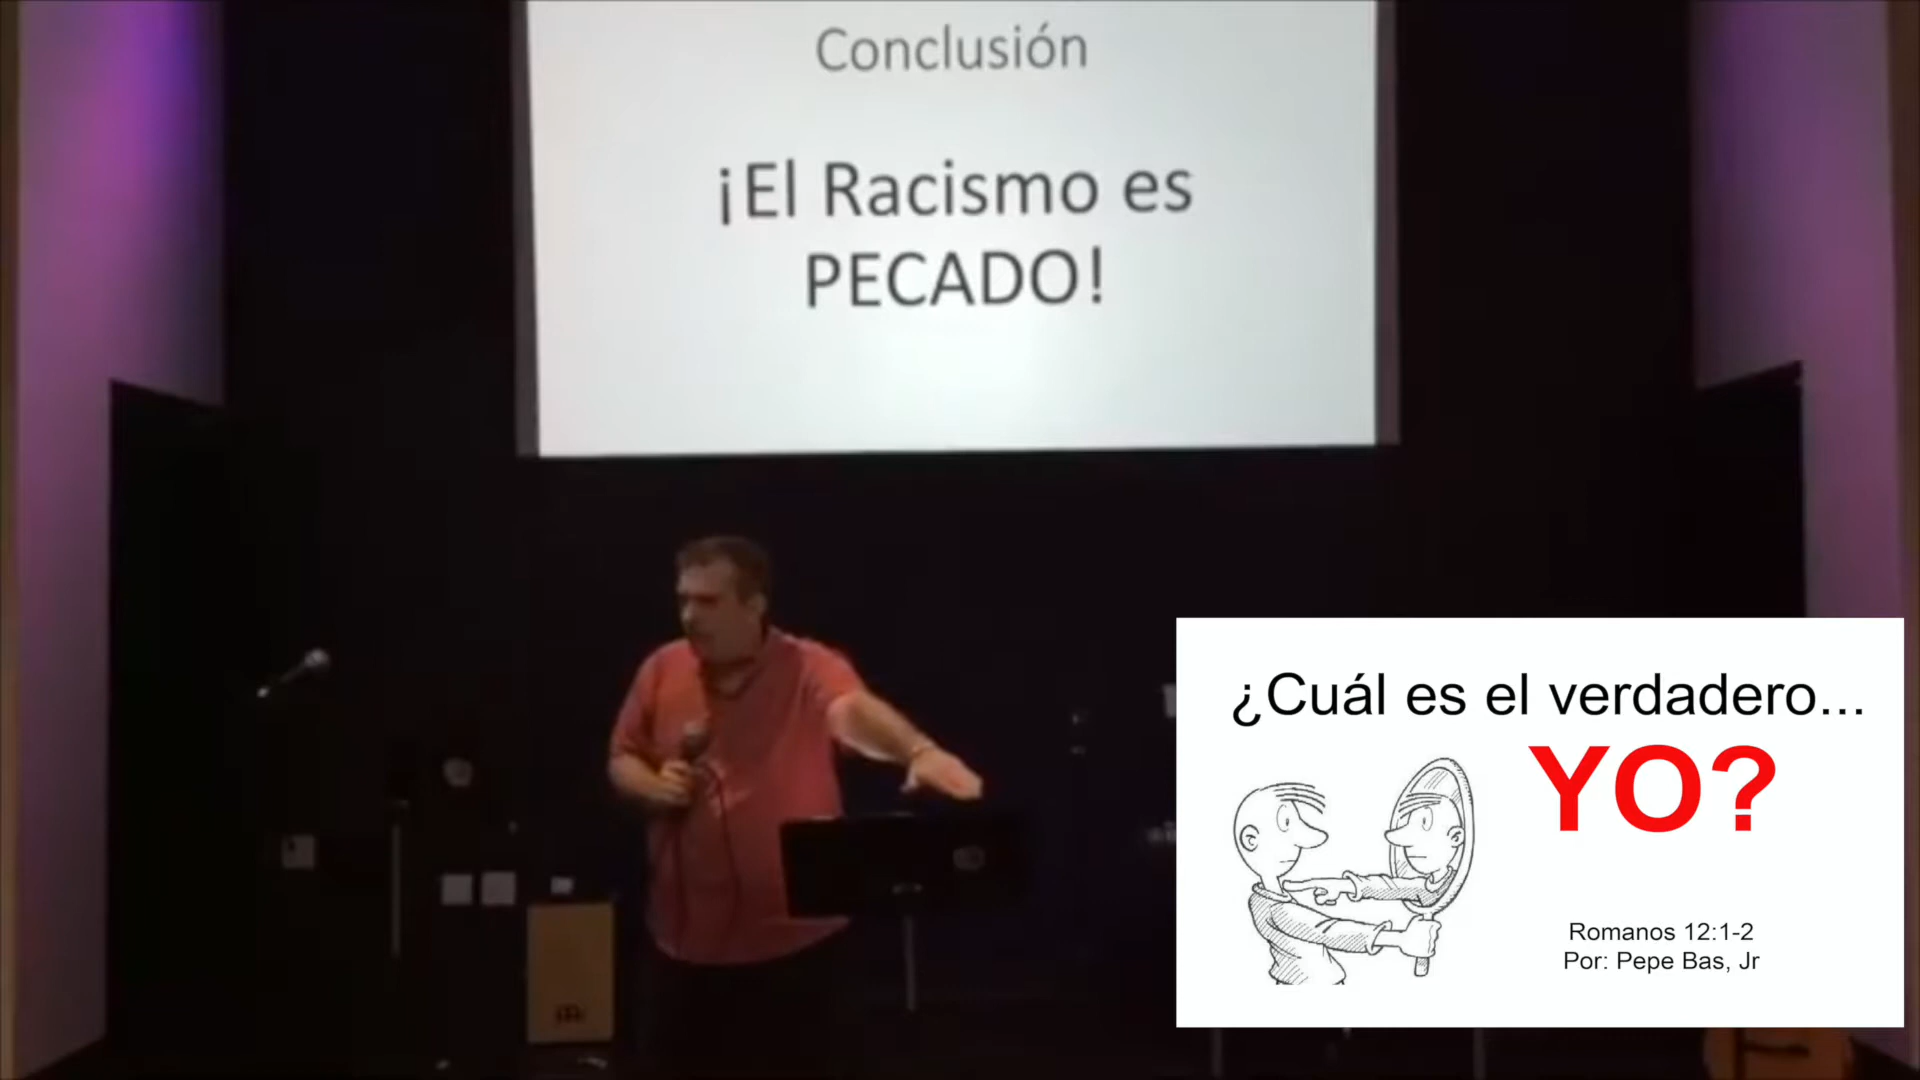 Conclusión
¡El Racismo es
PECADO!
¿Cuál es el verdadero...
YO?
Romanos 12:1-2
Por: Pepe Bas, Jr